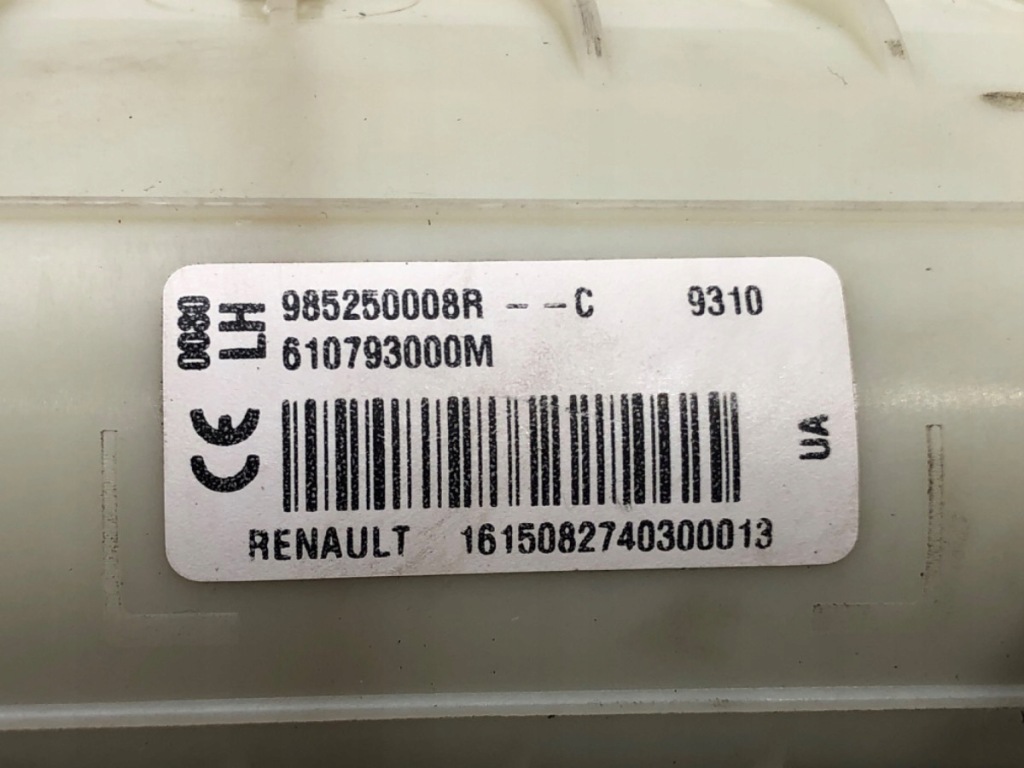 0080
LH
985250008R - --C 9310
610793000M
CE
UA
RENAULT 1615082740300013